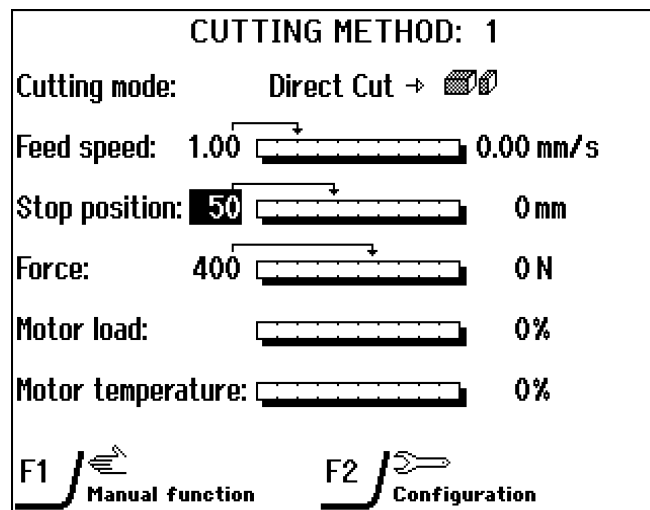 CUTTING METHOD: 1
Cutting mode: Direct Cut →
Feed speed: 1.00 0.00 mm/s
Stop position: 50 0 mm
Force: 400 0 N
Motor load: 0%
Motor temperature: 0%
F1 Manual function F2 Configuration